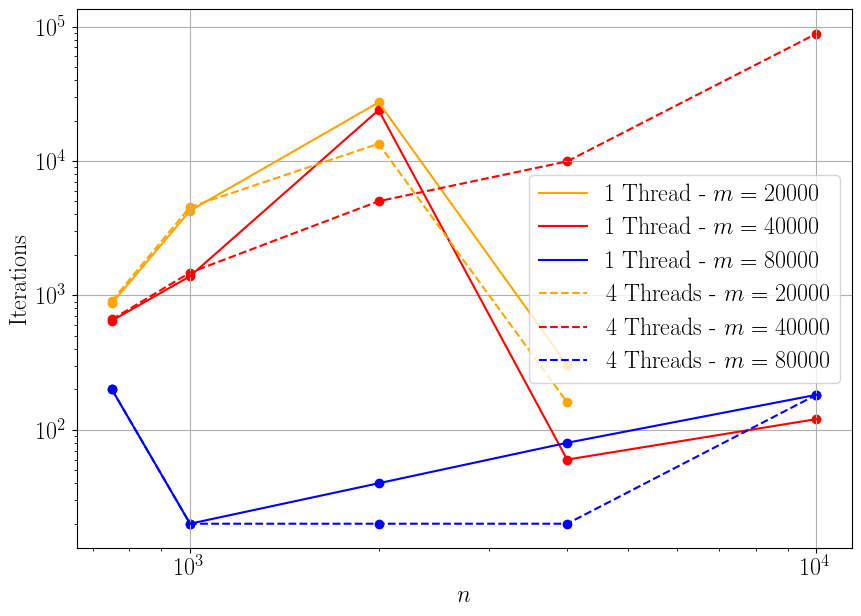 10^5
10^4
10^3
10^2
Iterations
1 Thread - m = 20000
1 Thread - m = 40000
1 Thread - m = 80000
4 Threads - m = 20000
4 Threads - m = 40000
4 Threads - m = 80000
10^3
10^4
n